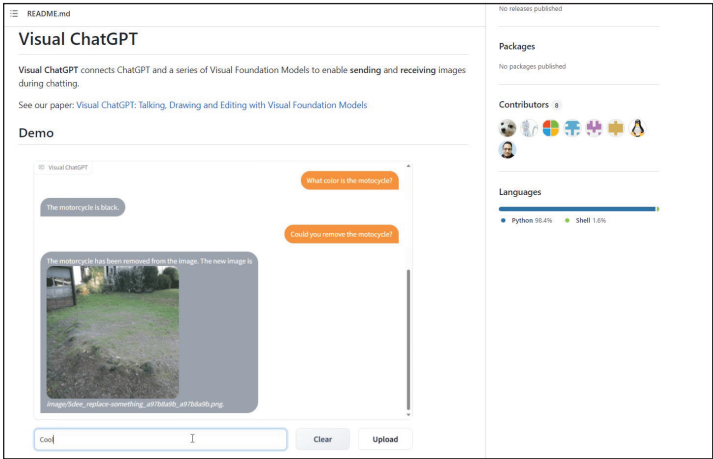 README.md
Visual ChatGPT
Visual ChatGPT connects ChatGPT and a series of Visual Foundation Models to enable sending and receiving images
during chatting.
See our paper: Visual ChatGPT: Talking, Drawing and Editing with Visual Foundation Models
Demo
Visual ChatGPT
What color is the motocycle?
The motorcycle is black.
Could you remove the motocycle?
The motorcycle has been removed from the image. The new image is
image/5dee_replace-something_a97b8a9b_a97b8a9b.png.
Cool
Clear
Upload
No releases published
Packages
No packages published
Contributors 8
Languages
Python 98.4%
Shell 1.6%